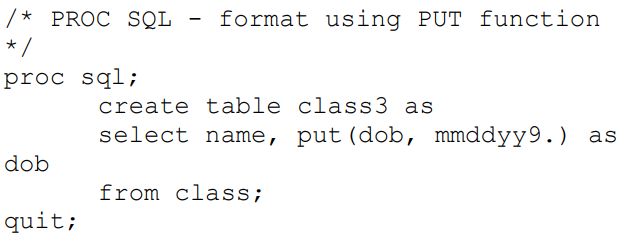 /* PROC SQL - format using PUT function
*/
proc sql;
      create table class3 as
      select name, put(dob, mmddyy9.) as
dob
      from class;
quit;